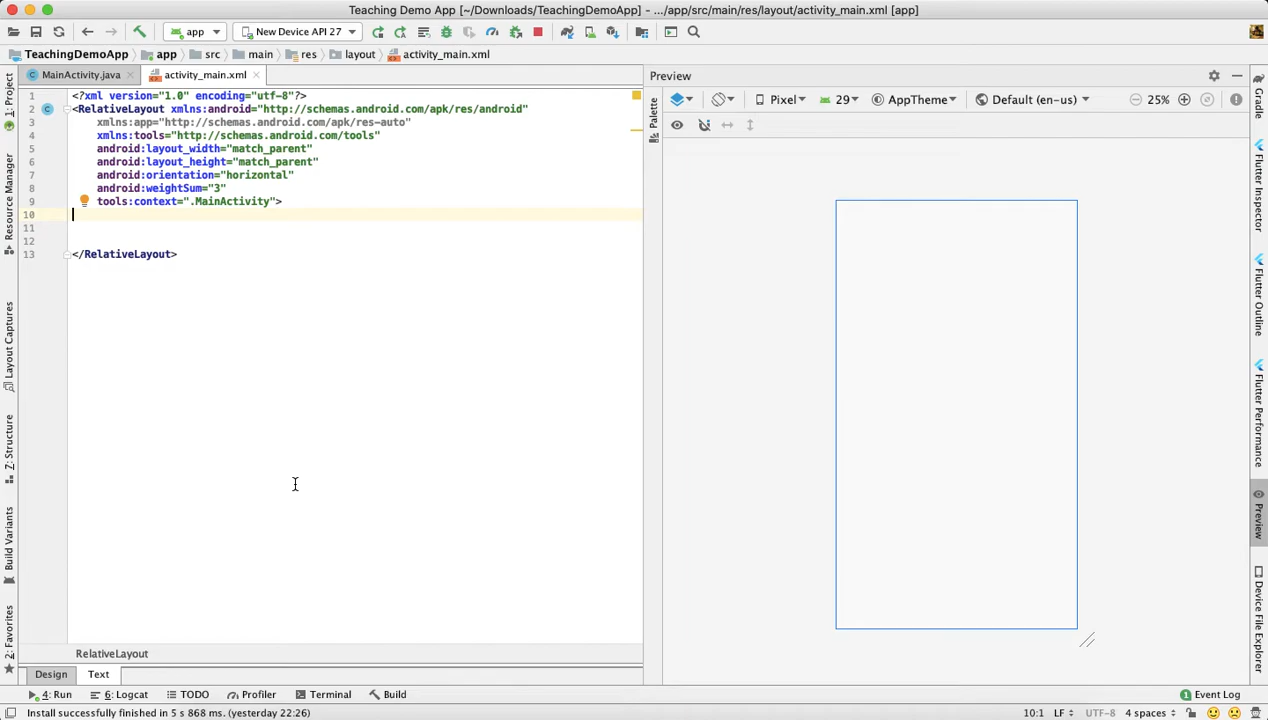 Teaching Demo App [~/Downloads/TeachingDemoApp] - .../app/src/main/res/layout/activity_main.xml [app]
app
New Device API 27
TeachingDemoApp
app
src
main
res
layout
activity_main.xml
MainActivity.java
activity_main.xml
Preview
1 <?xml version="1.0" encoding="utf-8"?>
2 <RelativeLayout xmlns:android="http://schemas.android.com/apk/res/android"
3 xmlns:app="http://schemas.android.com/apk/res-auto"
4 xmlns:tools="http://schemas.android.com/tools"
5 android:layout_width="match_parent"
6 android:layout_height="match_parent"
7 android:orientation="horizontal"
8 android:weightSum="3"
9 tools:context=".MainActivity">
10
11
12
13 </RelativeLayout>
Pixel
29
AppTheme
Default (en-us)
25%
1: Project
Resource Manager
Layout Captures
Z: Structure
Build Variants
2: Favorites
Palette
Gradle
Flutter Inspector
Flutter Outline
Flutter Performance
Preview
Device File Explorer
RelativeLayout
Design
Text
4: Run
6: Logcat
TODO
Profiler
Terminal
Build
1 Event Log
Install successfully finished in 5 s 868 ms. (yesterday 22:26)
10:1
LF
UTF-8
4 spaces